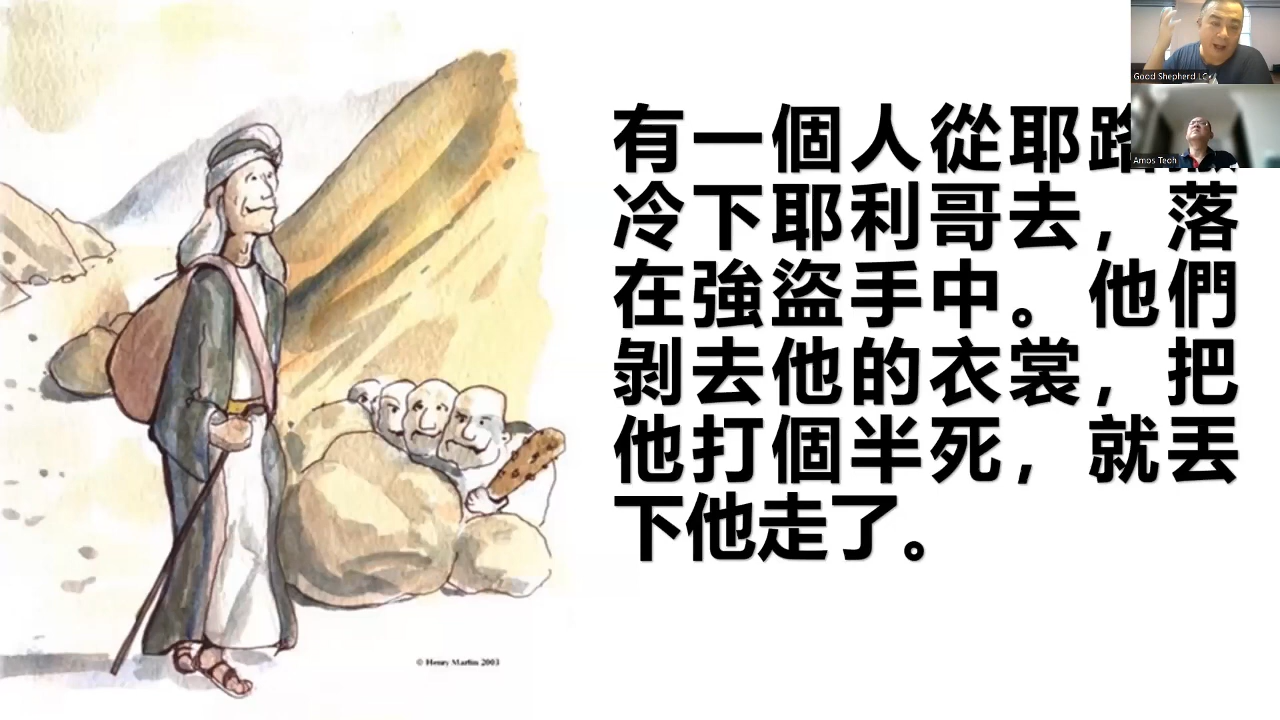 有一個人從耶路
冷下耶利哥去，落
在強盜手中。他們
剝去他的衣裳，把
他打個半死，就丟
下他走了。
Good Shepherd LC
Amos Teoh
© Henry Martin 2003